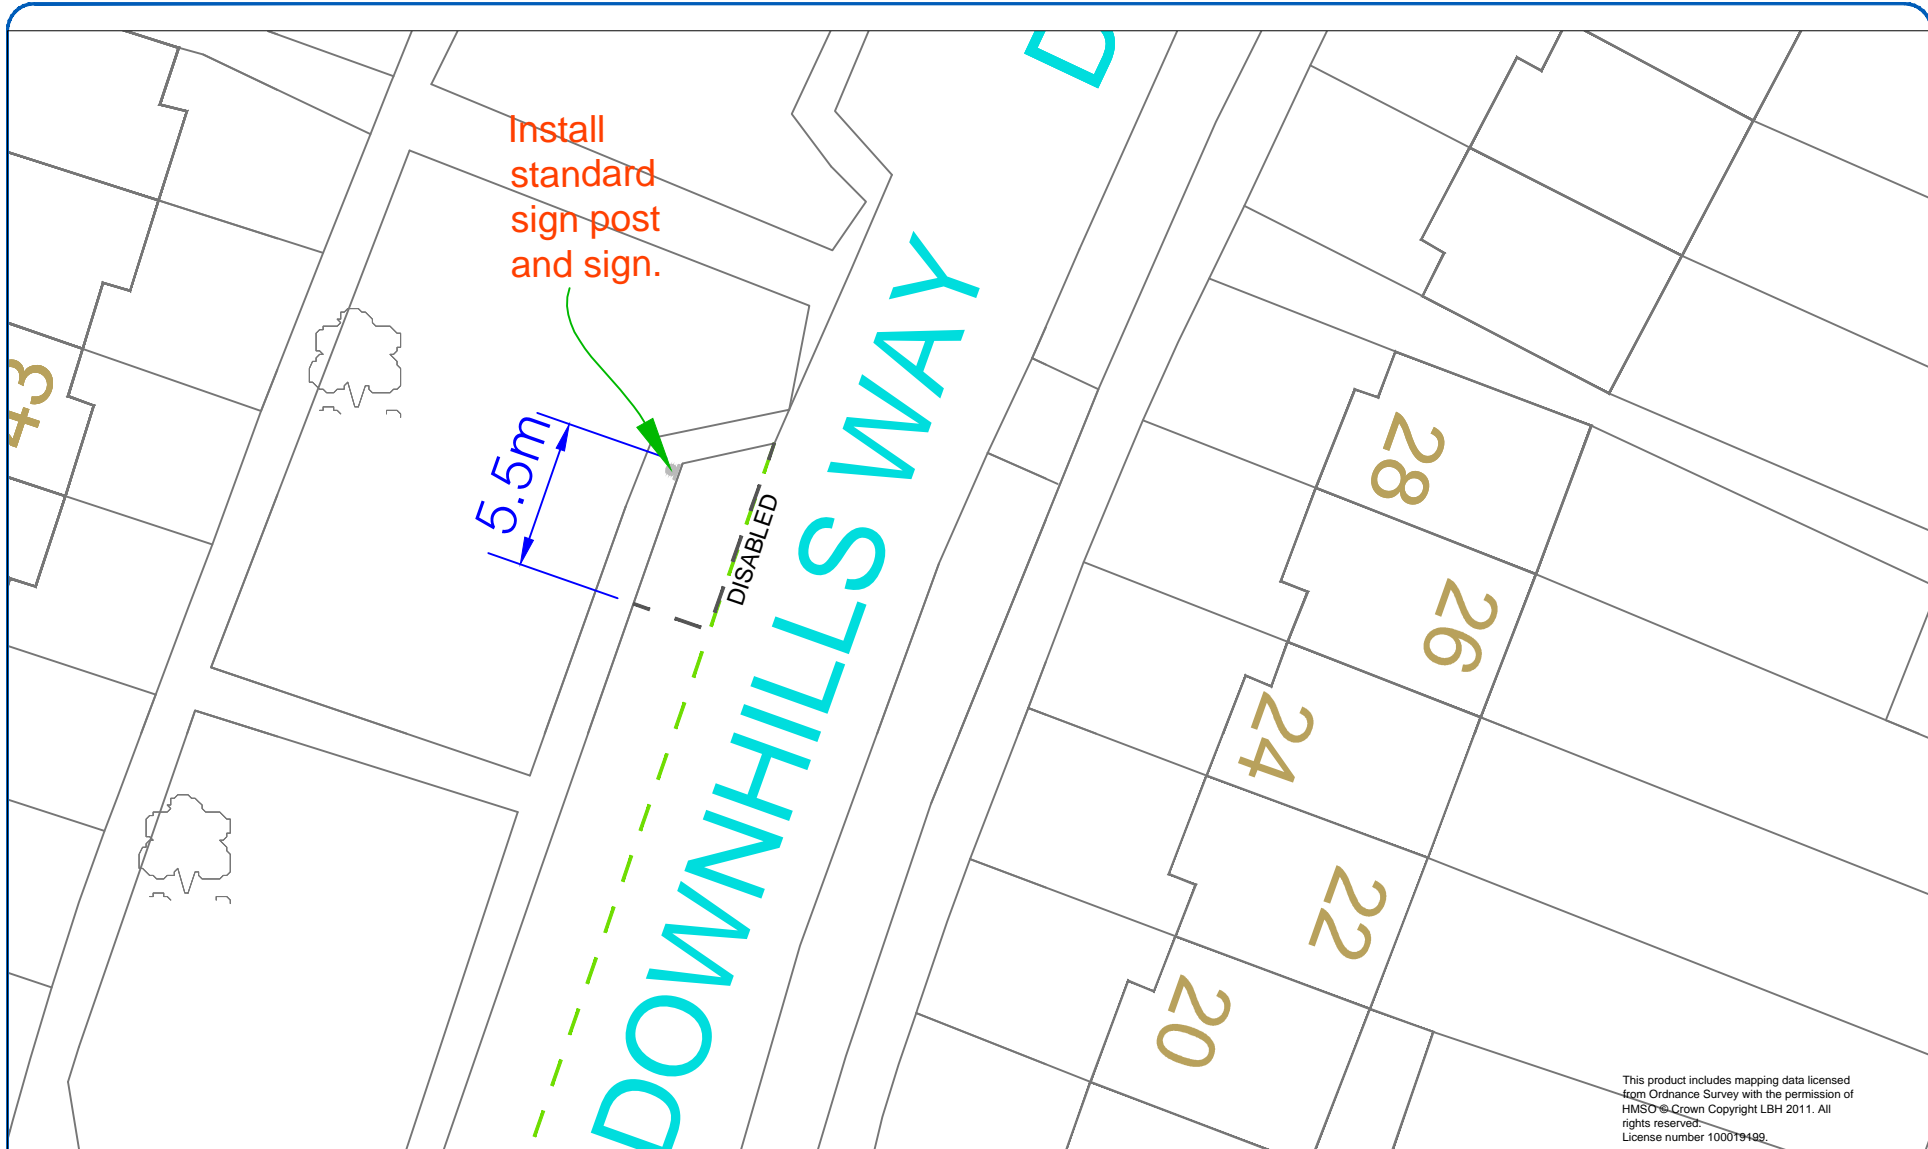 D
Install
standard
sign post
and sign.
DOWNHILLS WAY
43
5.5m
DISABLED
28
26
24
22
20
This product includes mapping data licensed
from Ordnance Survey with the permission of
HMSO © Crown Copyright LBH 2011. All
rights reserved.
License number 100019199.